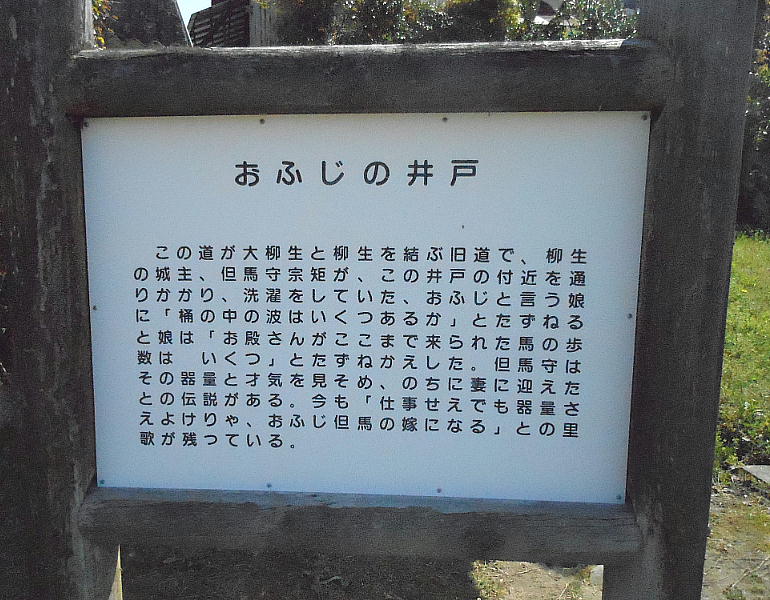 おふじの井戸
この道が大柳生と柳生を結ぶ旧道で、柳生
の城主、但馬守宗矩が、この井戸の付近を通
りかかり、洗濯をしていた、おふじと言う娘
に「桶の中の波はいくつあるか」とたずねる
と娘は「お殿さんがここまで来られた馬の歩
数は　いくつ」とたずねかえした。但馬守は
その器量と才気を見そめ、のちに妻に迎えた
との伝説がある。今も「仕事せえでも器量さ
えよけりゃ、おふじ但馬の嫁になる」との里
歌が残つている。